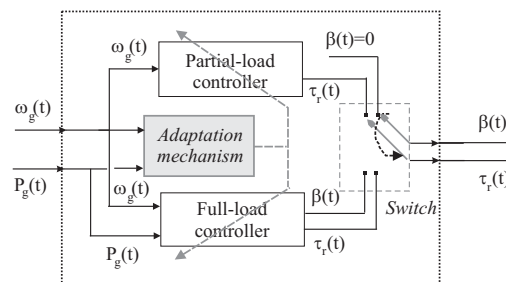 ω_g(t)
Partial-load
controller
β(t)=0
τ_r(t)
ω_g(t)
Adaptation
mechanism
β(t)
P_g(t)
ω_g(t)
τ_r(t)
Full-load
controller
β(t)
Switch
P_g(t)
τ_r(t)